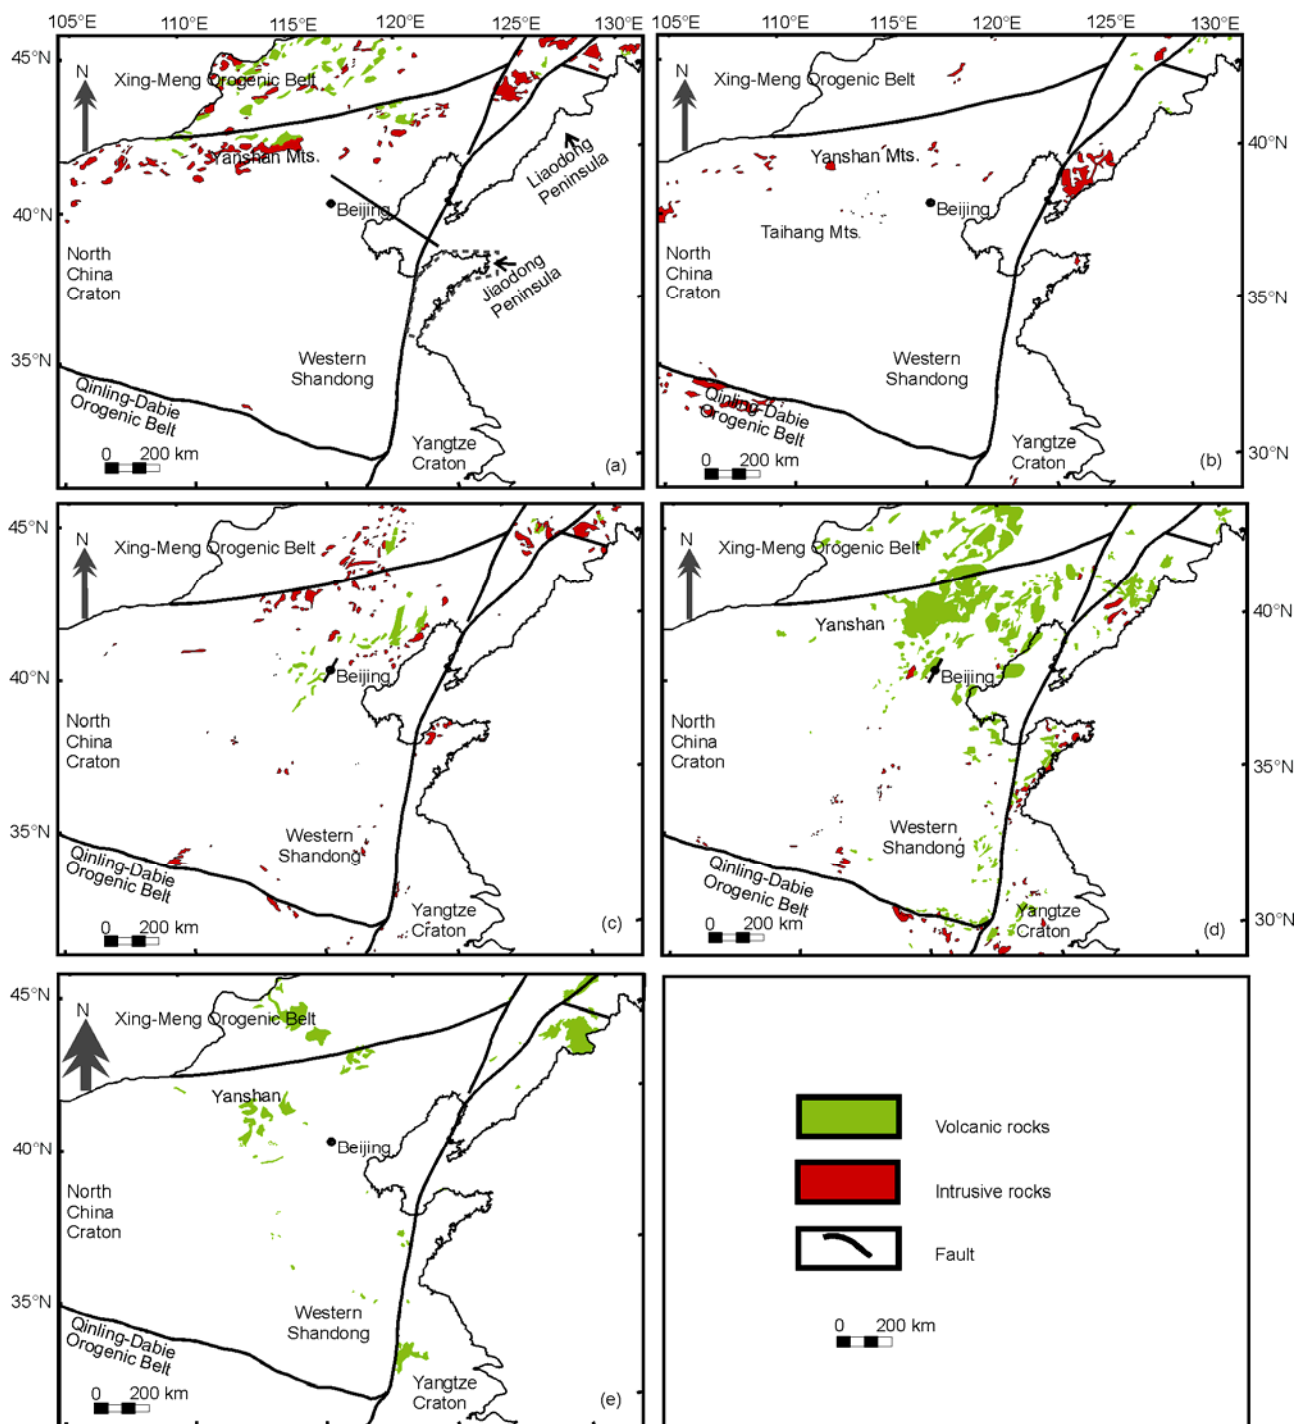 105°E 110°E 115°E 120°E 125°E 130°E
105°E 110°E 115°E 120°E 125°E 130°E
45°N
N
Xing-Meng Orogenic Belt
Yanshan Mts.
Liaodong
Peninsula
40°N
Beijing
North
China
Craton
Jiaodong
Peninsula
35°N
Western
Shandong
Qinling-Dabie
Orogenic Belt
Yangtze
Craton
0 200 km
(a)
N
Xing-Meng Orogenic Belt
40°N
Yanshan Mts.
Beijing
Taihang Mts.
North
China
Craton
35°N
Western
Shandong
Qinling-Dabie
Orogenic Belt
Yangtze
Craton
30°N
0 200 km
(b)
45°N
N
Xing-Meng Orogenic Belt
40°N
Beijing
North
China
Craton
35°N
Western
Shandong
Qinling-Dabie
Orogenic Belt
Yangtze
Craton
0 200 km
(c)
N
Xing-Meng Orogenic Belt
40°N
Yanshan
Beijing
North
China
Craton
35°N
Western
Shandong
Qinling-Dabie
Orogenic Belt
Yangtze
Craton
30°N
0 200 km
(d)
45°N
N
Xing-Meng Orogenic Belt
Yanshan
40°N
Beijing
North
China
Craton
35°N
Western
Shandong
Qinling-Dabie
Orogenic Belt
Yangtze
Craton
0 200 km
(e)
Volcanic rocks
Intrusive rocks
Fault
0 200 km